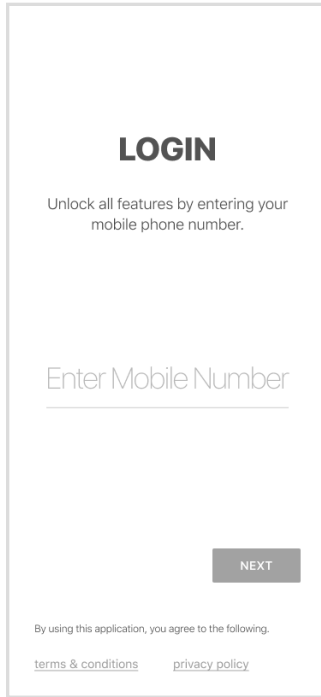 LOGIN
Unlock all features by entering your
mobile phone number.
Enter Mobile Number
NEXT
By using this application, you agree to the following.
terms & conditions privacy policy